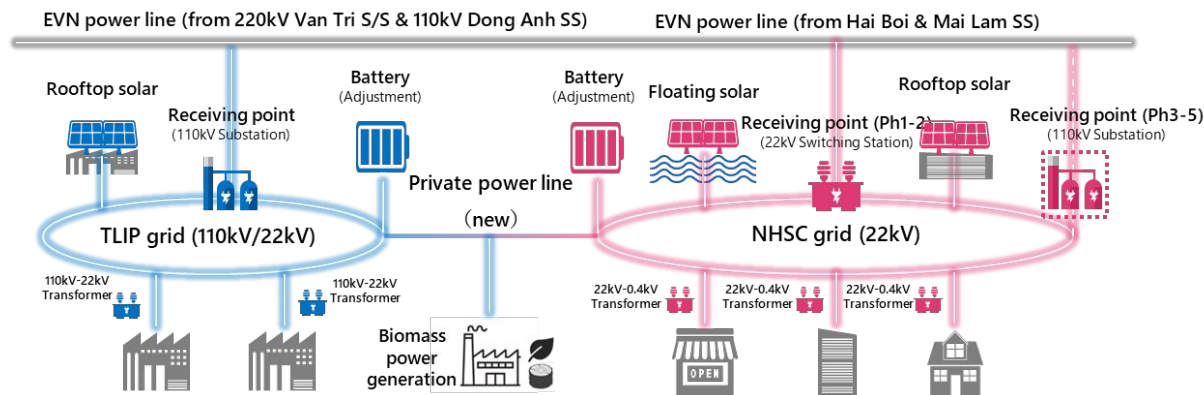 EVN power line (from 220kV Van Tri S/S & 110kV Dong Anh SS)
EVN power line (from Hai Boi & Mai Lam SS)
Rooftop solar
Receiving point
(110kV Substation)
Battery
(Adjustment)
Battery
(Adjustment)
Floating solar
Receiving point (Ph1-2)
(22kV Switching Station)
Rooftop solar
Receiving point (Ph3-5)
(110kV Substation)
Private power line
(new)
TLIP grid (110kV/22kV)
NHSC grid (22kV)
110kV-22kV
Transformer
110kV-22kV
Transformer
22kV-0.4kV
Transformer
22kV-0.4kV
Transformer
22kV-0.4kV
Transformer
Biomass
power
generation
OPEN